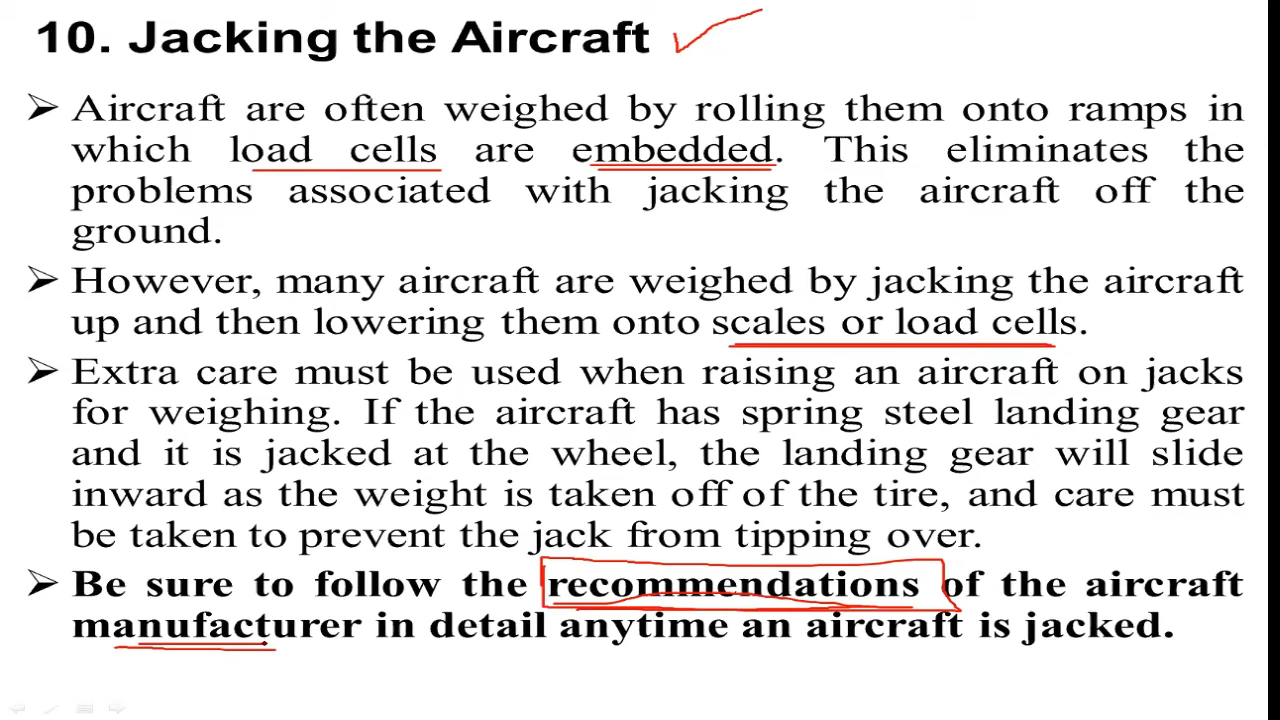 10. Jacking the Aircraft
➢ Aircraft are often weighed by rolling them onto ramps in
which load cells are embedded. This eliminates the
problems associated with jacking the aircraft off the
ground.
➢ However, many aircraft are weighed by jacking the aircraft
up and then lowering them onto scales or load cells.
➢ Extra care must be used when raising an aircraft on jacks
for weighing. If the aircraft has spring steel landing gear
and it is jacked at the wheel, the landing gear will slide
inward as the weight is taken off of the tire, and care must
be taken to prevent the jack from tipping over.
➢ Be sure to follow the recommendations of the aircraft
manufacturer in detail anytime an aircraft is jacked.